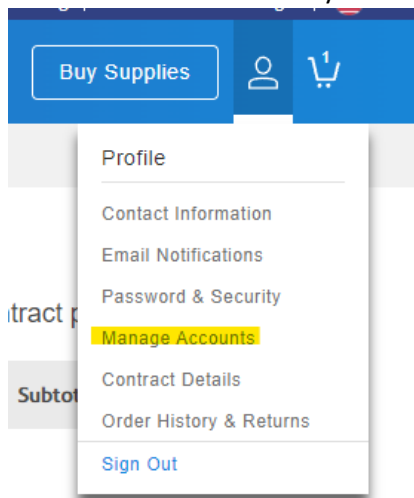 Buy Supplies
1
Profile
Contact Information
Email Notifications
Password & Security
tract p
Manage Accounts
Contract Details
Subtot
Order History & Returns
Sign Out